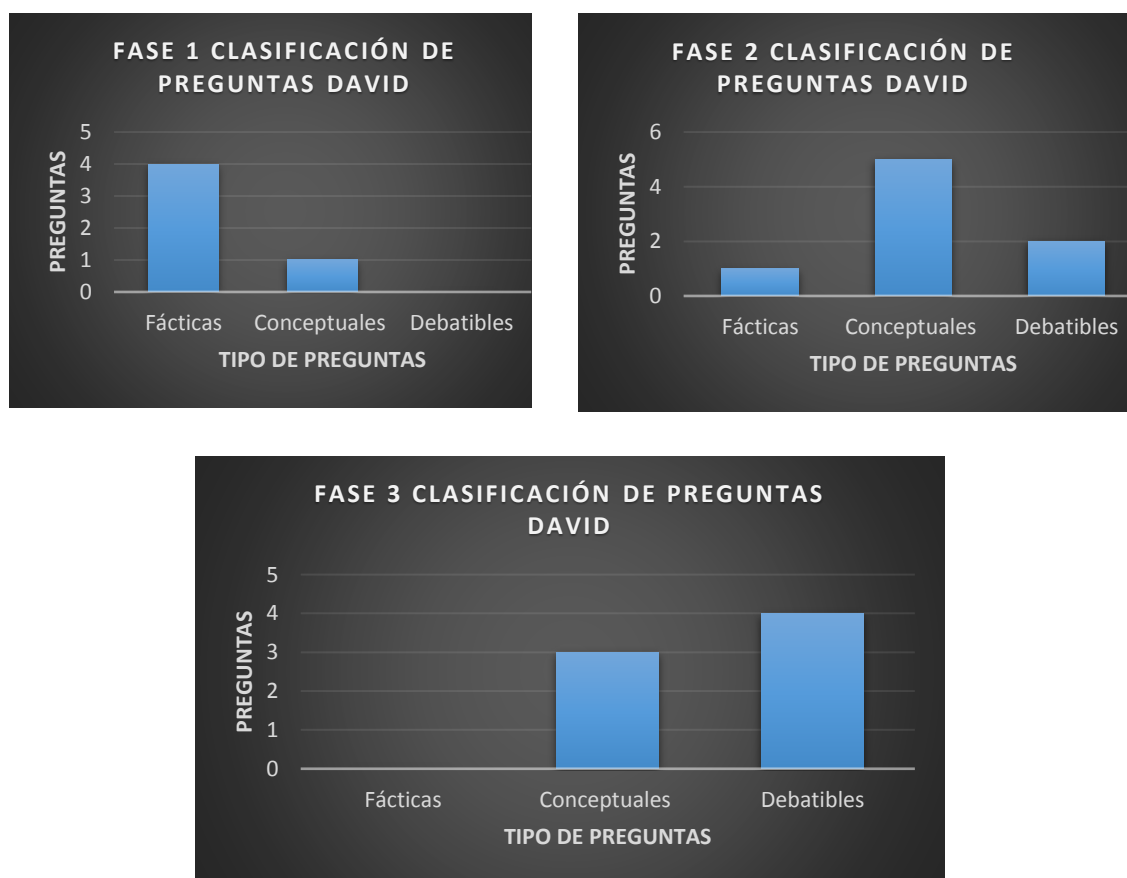 FASE 1 CLASIFICACIÓN DE
PREGUNTAS DAVID
PREGUNTAS
5
4
3
2
1
0
Fácticas Conceptuales Debatibles
TIPO DE PREGUNTAS
FASE 2 CLASIFICACIÓN DE
PREGUNTAS DAVID
PREGUNTAS
6
4
2
0
Fácticas Conceptuales Debatibles
TIPO DE PREGUNTAS
FASE 3 CLASIFICACIÓN DE PREGUNTAS
DAVID
PREGUNTAS
5
4
3
2
1
0
Fácticas Conceptuales Debatibles
TIPO DE PREGUNTAS